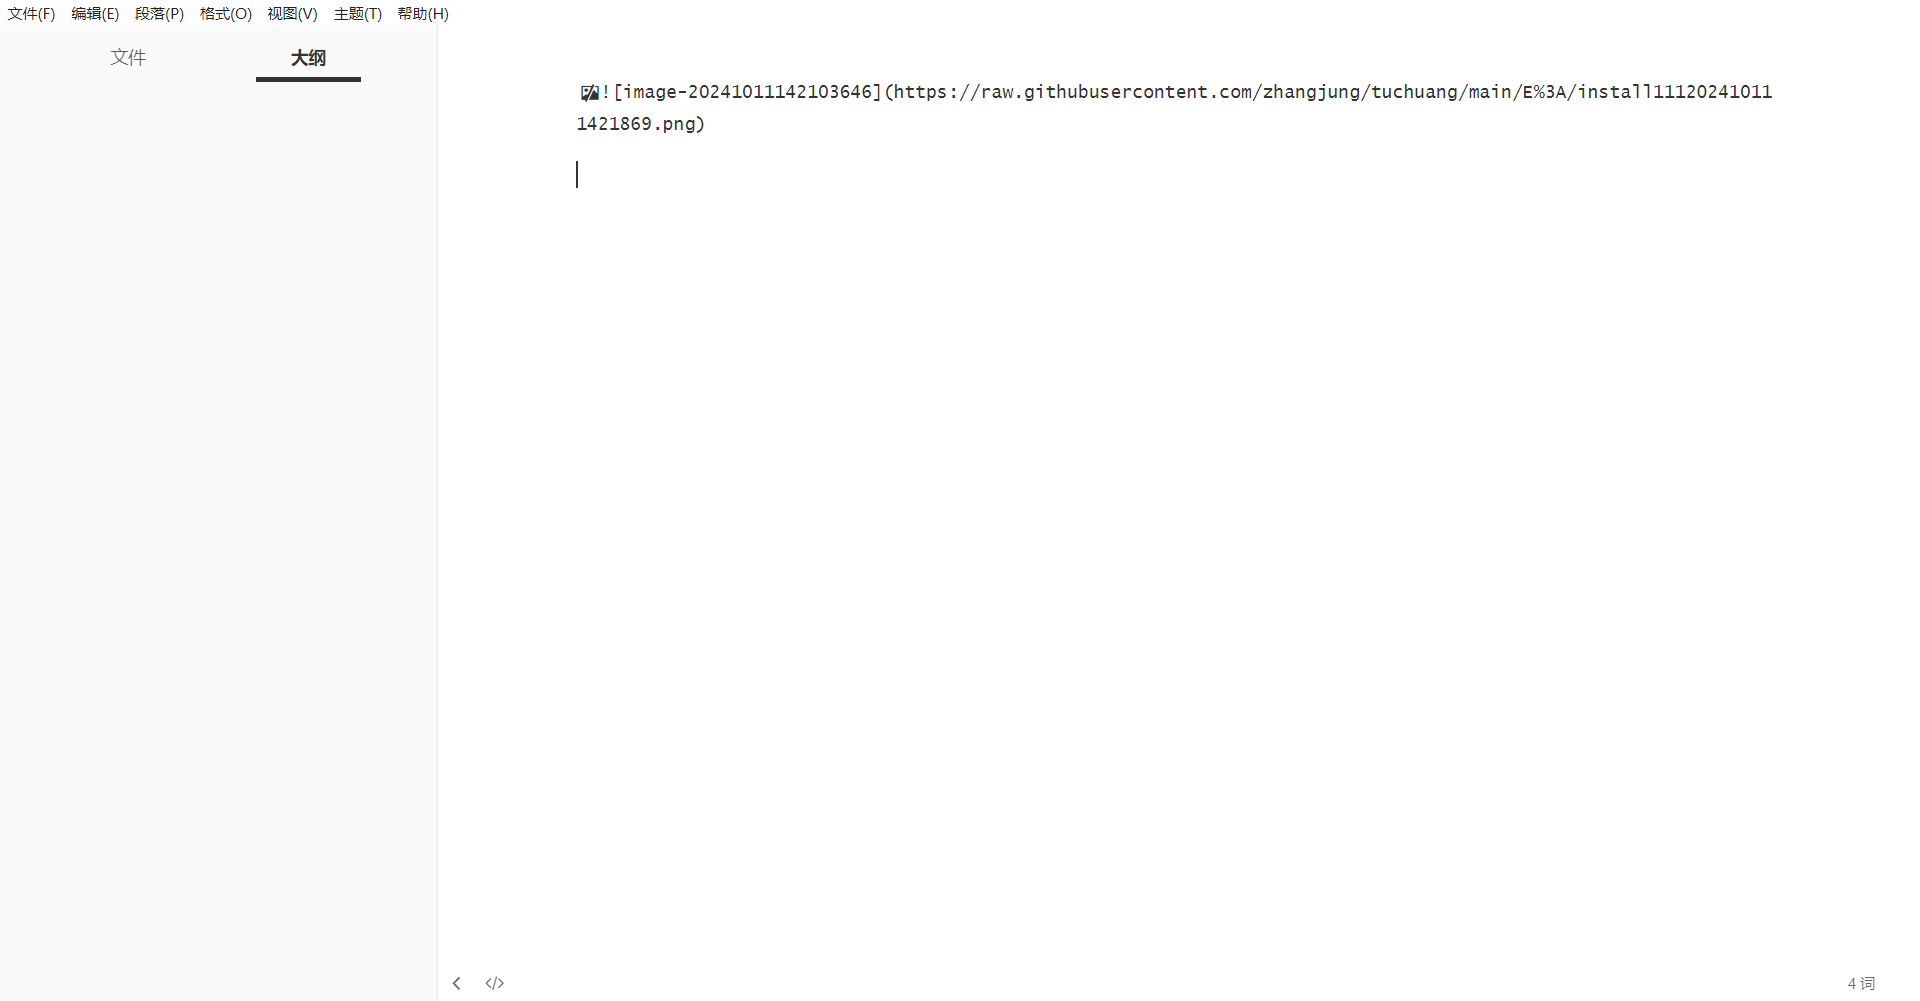 文件(F) 编辑(E) 段落(P) 格式(O) 视图(V) 主题(T) 帮助(H)
文件 大纲
![image-20241011142103646](https://raw.githubusercontent.com/zhangjung/tuchuang/main/E%3A/install11120241011
1421869.png)
4 词